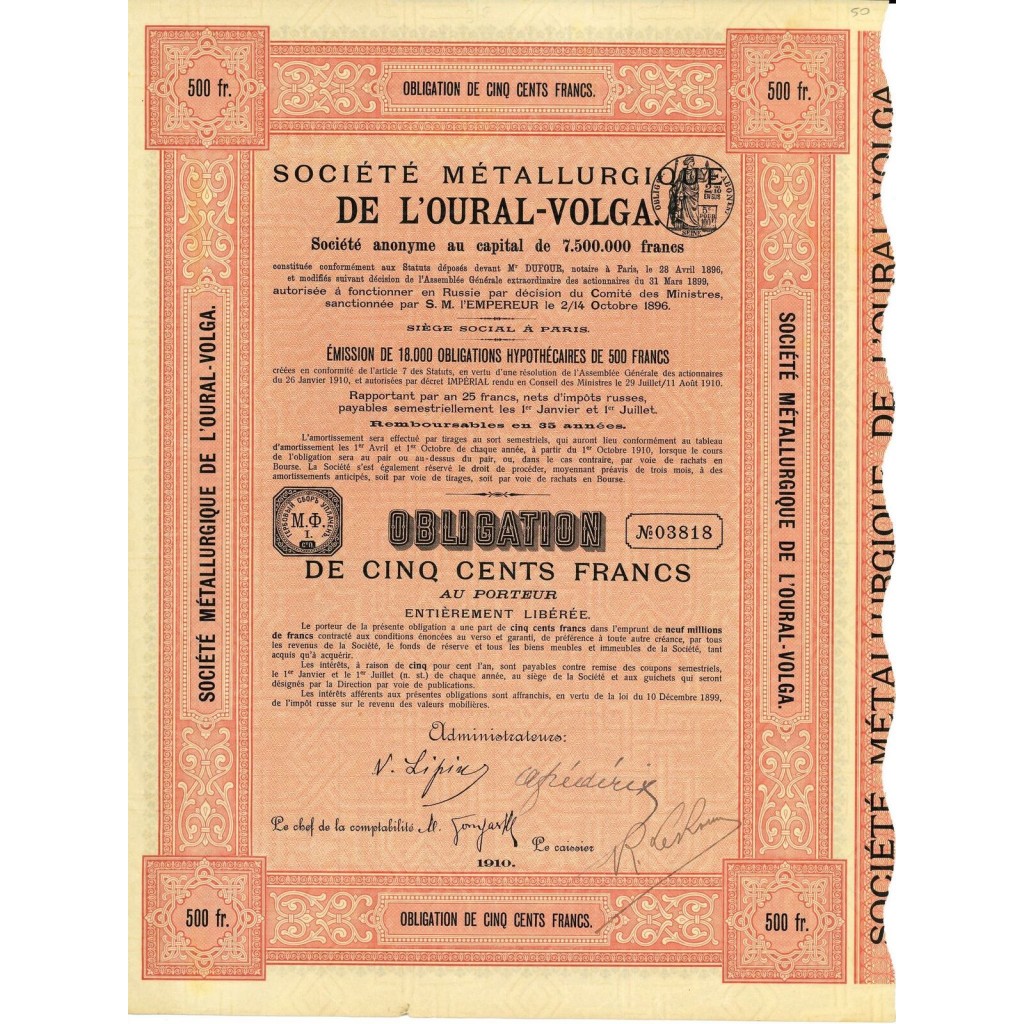 50
500 fr.
OBLIGATION DE CINQ CENTS FRANCS.
500 fr.
SOCIÉTÉ MÉTALLURGIQUE
DE L'OURAL-VOLGA.
Société anonyme au capital de 7.500.000 francs
constituée conformément aux Statuts déposés devant Mr DUFOUR, notaire à Paris, le 28 Avril 1896,
et modifiés suivant décision de l'Assemblée Générale extraordinaire des actionnaires du 31 Mars 1899,
autorisée á fonctionner en Russie par décision du Comité des Ministres,
sanctionnée par S. M. l'EMPEREUR le 2/14 Octobre 1896.
SIÈGE SOCIAL Á PARIS.
ÉMISSION DE 18.000 OBLIGATIONS HYPOTHÉCAIRES DE 500 FRANCS
créées en conformité de l'article 7 des Statuts, en vertu d'une résolution de l'Assemblée Générale des actionnaires
du 26 Janvier 1910, et autorisées par décret IMPÉRIAL rendu en Conseil des Ministres le 29 Juillet/11 Août 1910.
Rapportant par an 25 francs, nets d'impôts russes,
payables semestriellement les 1er Janvier et 1er Juillet.
Remboursables en 35 années.
L'amortissement sera effectué par tirages au sort semestriels, qui auront lieu conformément au tableau
d'amortissement les 1er Avril et 1er Octobre de chaque année, à partir du 1er Octobre 1910, lorsque le cours
de l'obligation sera au pair ou au-dessus du pair, ou, dans le cas contraire, par voie de rachats en
Bourse. La Société s'est également réservé le droit de procéder, moyennant préavis de trois mois, à des
amortissements anticipés, soit par voie de tirages, soit par voie de rachats en Bourse.
ГЕРБОВЫЙ СБОРЪ УПЛАЧЕНЪ
М.Ф.
I.
СПб.
OBLIGATION
№ 03818
DE CINQ CENTS FRANCS
AU PORTEUR
ENTIÈREMENT LIBÉRÉE.
Le porteur de la présente obligation a une part de cinq cents francs dans l'emprunt de neuf millions
de francs contracté aux conditions énoncées au verso et garanti, de préférence à toute autre créance, par tous
les revenus de la Société, le fonds de réserve et tous les biens meubles et immeubles de la Société, tant
acquis qu'à acquérir.
Les intérêts, à raison de cinq pour cent l'an, sont payables contre remise des coupons semestriels,
le 1er Janvier et le 1er Juillet (n. st.) de chaque année, au siège de la Société et aux guichets qui seront
désignés par la Direction par voie de publications.
Les intérêts afférents aux présentes obligations sont affranchis, en vertu de la loi du 10 Décembre 1899,
de l'impôt russe sur le revenu des valeurs mobilières.
Administrateurs:
Le chef de la comptabilité
Le caissier
1910.
500 fr.
OBLIGATION DE CINQ CENTS FRANCS.
500 fr.
SOCIÉTÉ MÉTALLURGIQUE DE L'OURAL-VOLGA.
SOCIÉTÉ MÉTALLURGIQUE DE L'OURAL-VOLGA.
SOCIÉTÉ MÉTALLURGIQUE DE L'OURAL-VOLGA